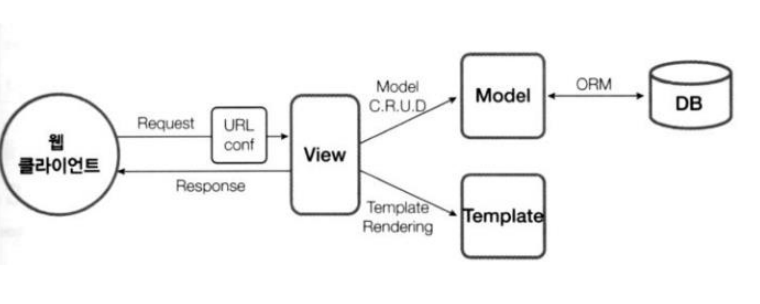 웹
클라이언트
Request
URL
conf
Response
View
Model
C.R.U.D
Template
Rendering
Model
ORM
DB
Template